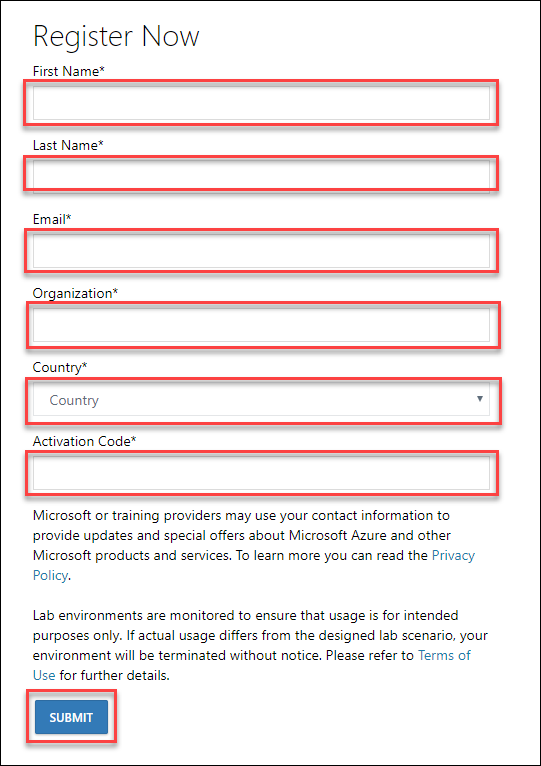 Register Now
First Name*
Last Name*
Email*
Organization*
Country*
Country
Activation Code*
Microsoft or training providers may use your contact information to
provide updates and special offers about Microsoft Azure and other
Microsoft products and services. To learn more you can read the Privacy
Policy.
Lab environments are monitored to ensure that usage is for intended
purposes only. If actual usage differs from the designed lab scenario, your
environment will be terminated without notice. Please refer to Terms of
Use for further details.
SUBMIT